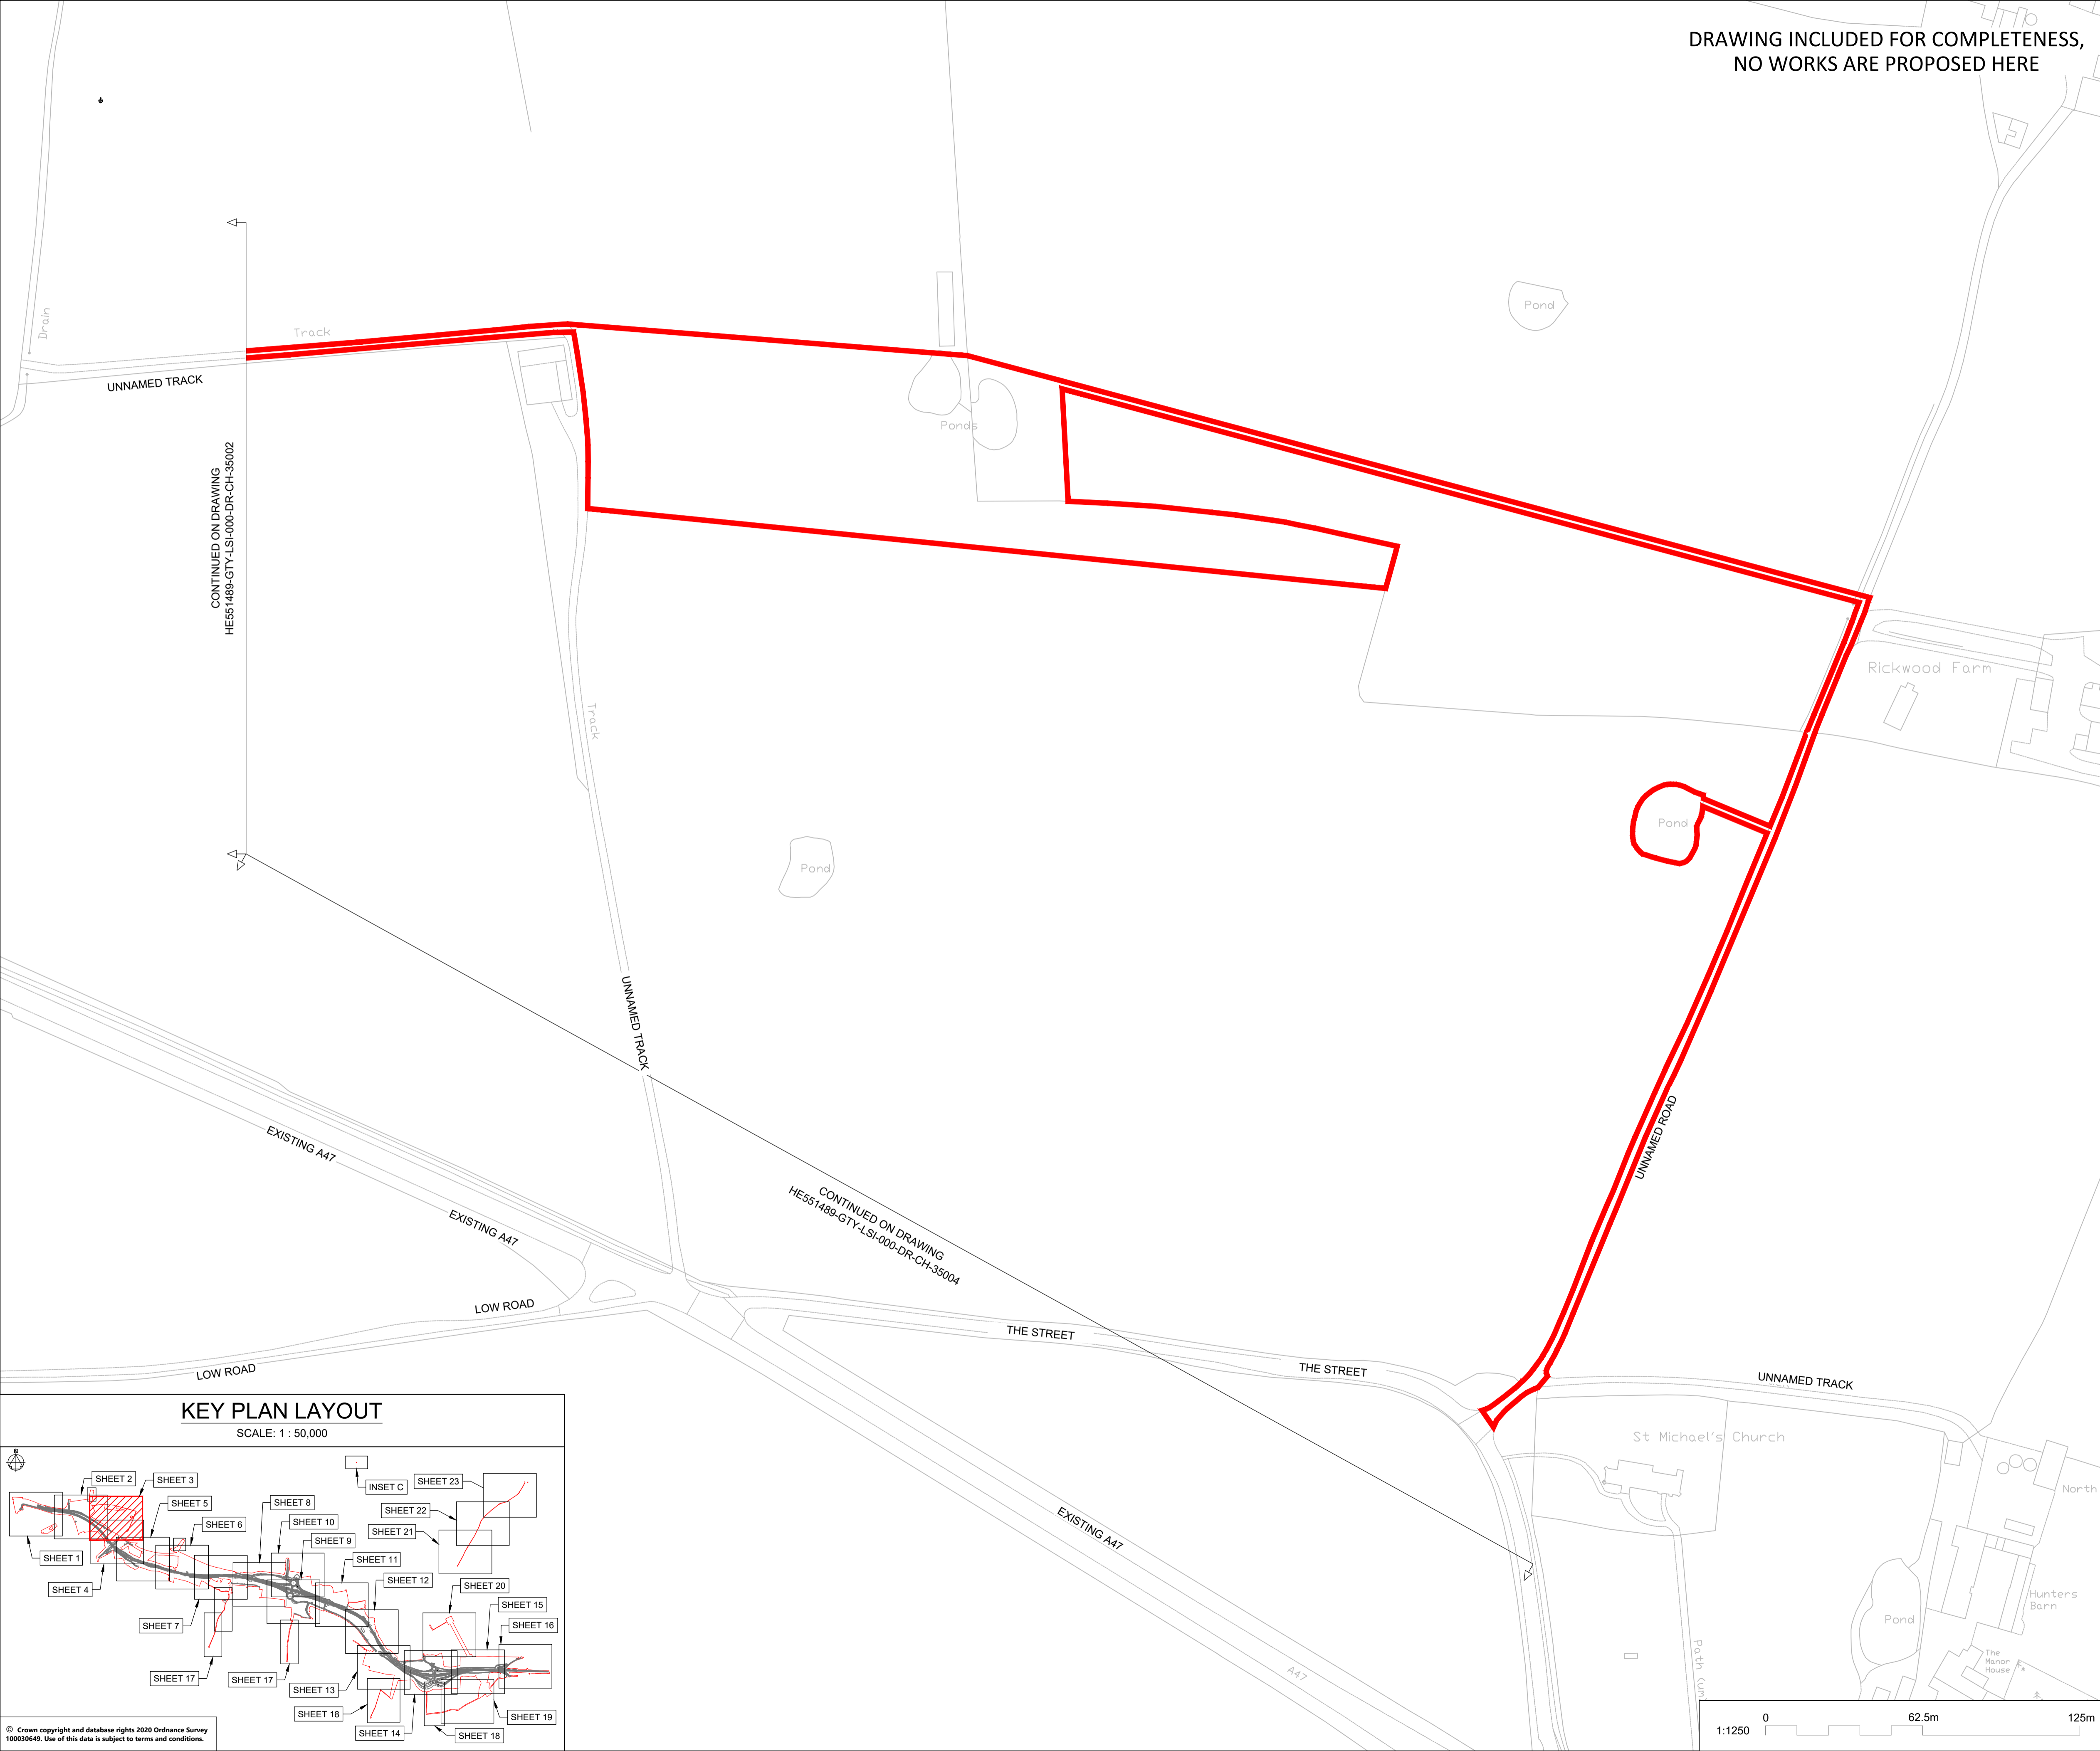 DRAWING INCLUDED FOR COMPLETENESS,
NO WORKS ARE PROPOSED HERE
Drain
Track
UNNAMED TRACK
CONTINUED ON DRAWING
HE551489-GTY-LSI-000-DR-CH-35002
Pond
Ponds
Rickwood Farm
Track
Pond
Pond
UNNAMED TRACK
UNNAMED ROAD
EXISTING A47
EXISTING A47
CONTINUED ON DRAWING
HE551489-GTY-LSI-000-DR-CH-35004
LOW ROAD
LOW ROAD
THE STREET
THE STREET
UNNAMED TRACK
St Michael's Church
North
EXISTING A47
A47
Hunters
Barn
Pond
The
Manor
House
Path
KEY PLAN LAYOUT
SCALE: 1 : 50,000
N
SHEET 2
SHEET 3
SHEET 5
SHEET 6
SHEET 8
SHEET 10
SHEET 9
SHEET 11
SHEET 12
INSET C
SHEET 23
SHEET 22
SHEET 21
SHEET 20
SHEET 15
SHEET 16
SHEET 1
SHEET 4
SHEET 7
SHEET 17
SHEET 17
SHEET 13
SHEET 18
SHEET 14
SHEET 18
SHEET 19
© Crown copyright and database rights 2020 Ordnance Survey
100030649. Use of this data is subject to terms and conditions.
1:1250
0
62.5m
125m